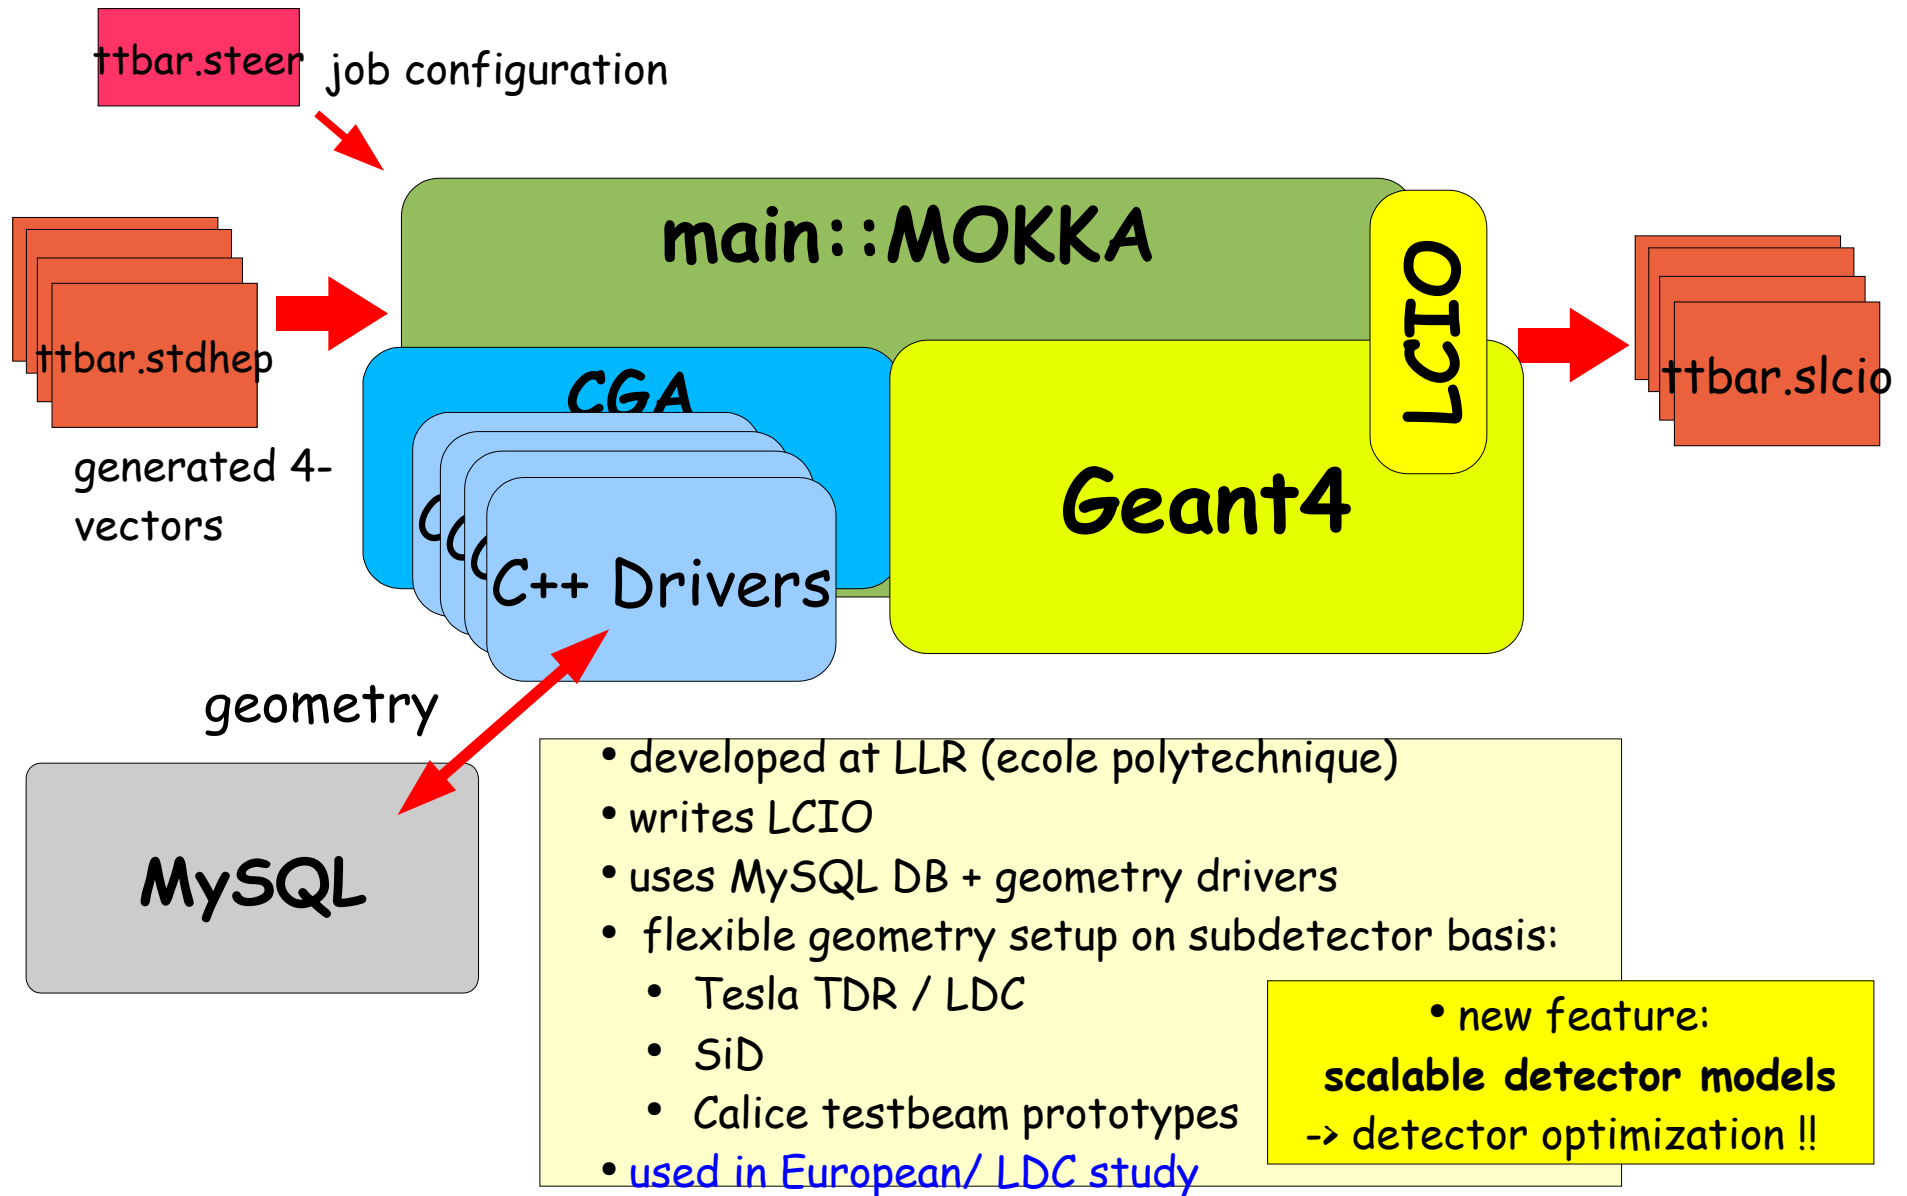 ttbar.steer
job configuration
main::MOKKA
LCIO
ttbar.stdhep
ttbar.slcio
generated 4-
vectors
CGA
Geant4
C
C
C
C++ Drivers
geometry
MySQL
• developed at LLR (ecole polytechnique)
• writes LCIO
• uses MySQL DB + geometry drivers
• flexible geometry setup on subdetector basis:
• Tesla TDR / LDC
• SiD
• Calice testbeam prototypes
• used in European/ LDC study
• new feature:
scalable detector models
-> detector optimization !!